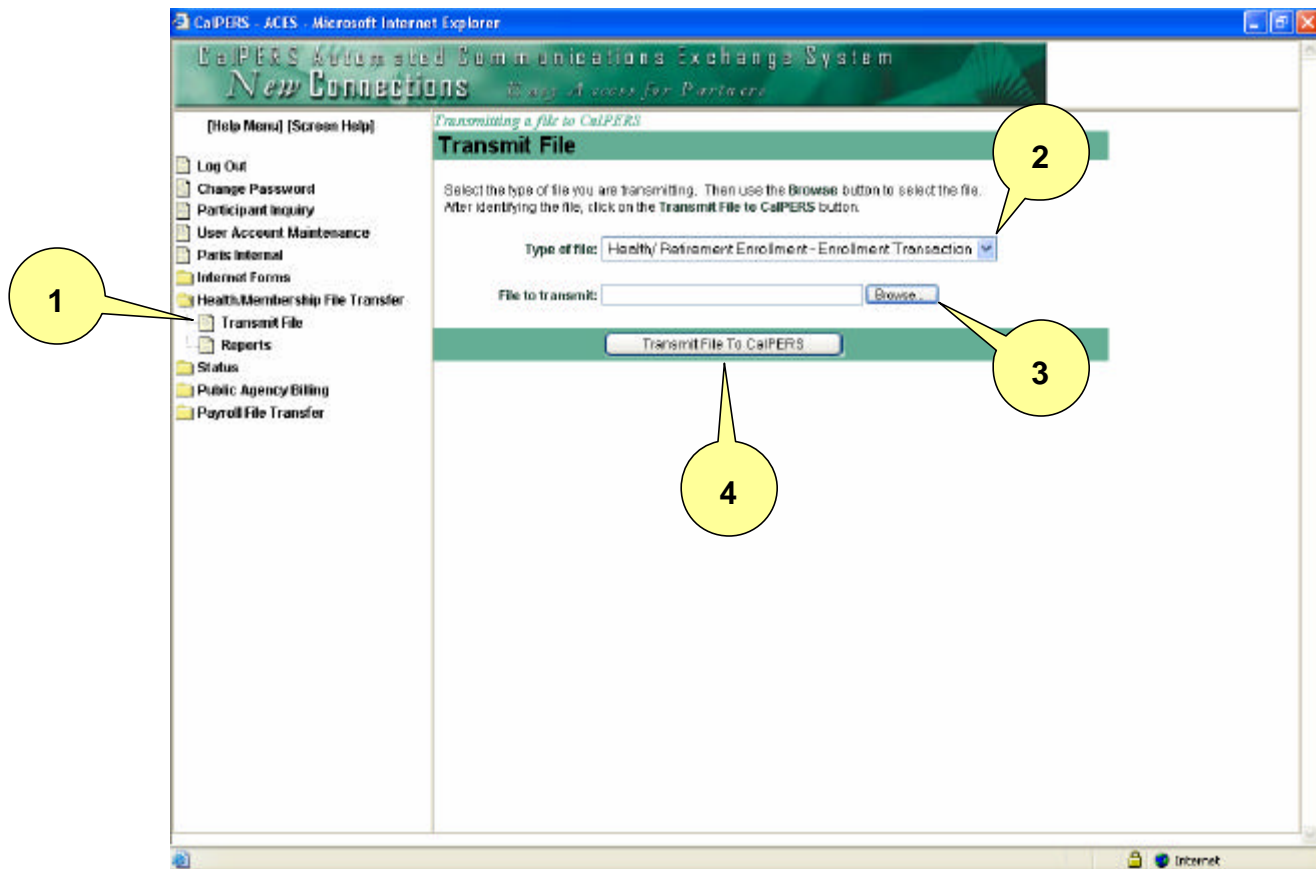 CalPERS - ACES - Microsoft Internet Explorer
CalPERS Automated Communications Exchange System
New Connections Easy Access for Partners
[Help Menu] [Screen Help]
Log Out
Change Password
Participant Inquiry
User Account Maintenance
Paris Internal
Internet Forms
Health/Membership File Transfer
Transmit File
Reports
Status
Public Agency Billing
Payroll File Transfer
Transmitting a file to CalPERS
Transmit File
Select the type of file you are transmitting. Then use the Browse button to select the file.
After identifying the file, click on the Transmit File to CalPERS button.
Type of file: Health/ Retirement Enrollment - Enrollment Transaction
File to transmit: Browse...
Transmit File To CalPERS
1
2
3
4
Internet